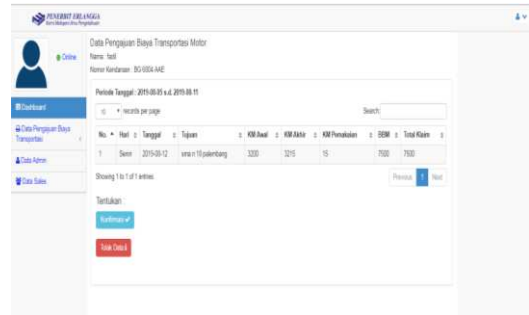 PENERBIT ERLANGGA
Online
Dashboard
Data Pengajuan Biaya
Transportasi
Data Admin
Data Sales
Data Pengajuan Biaya Transportasi Motor
Nama : fadil
Nomor Kendaraan : BG 6004 AAE
Periode Tanggal : 2019-08-05 s.d. 2019-08-11
10 records per page
Search:
No. Hari Tanggal Tujuan KM Awal KM Akhir KM Pemakaian BBM Total Klaim
1 Senin 2019-08-12 sma n 10 palembang 3200 3215 15 7500 7500
Showing 1 to 1 of 1 entries
Previous 1 Next
Tentukan :
Konfirmasi
Tolak Detail